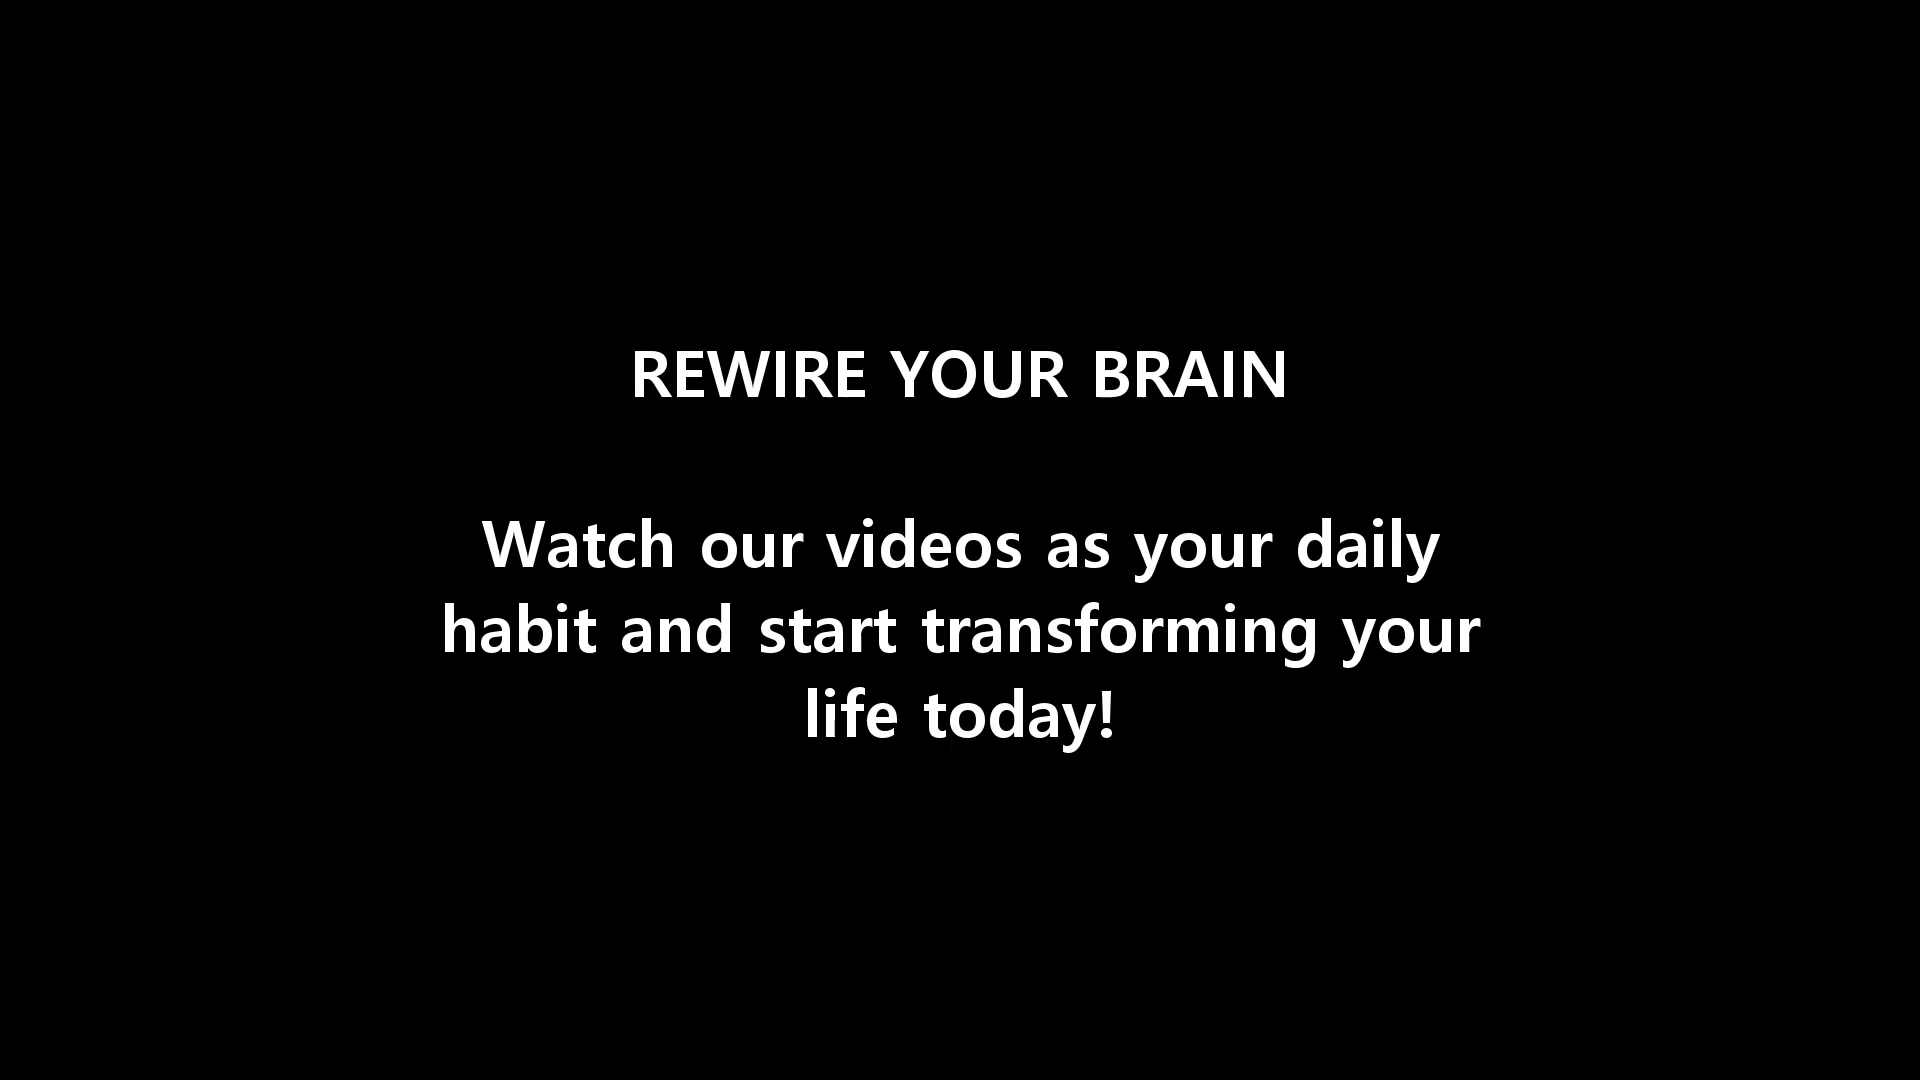 REWIRE YOUR BRAIN
Watch our videos as your daily
habit and start transforming your
life today!